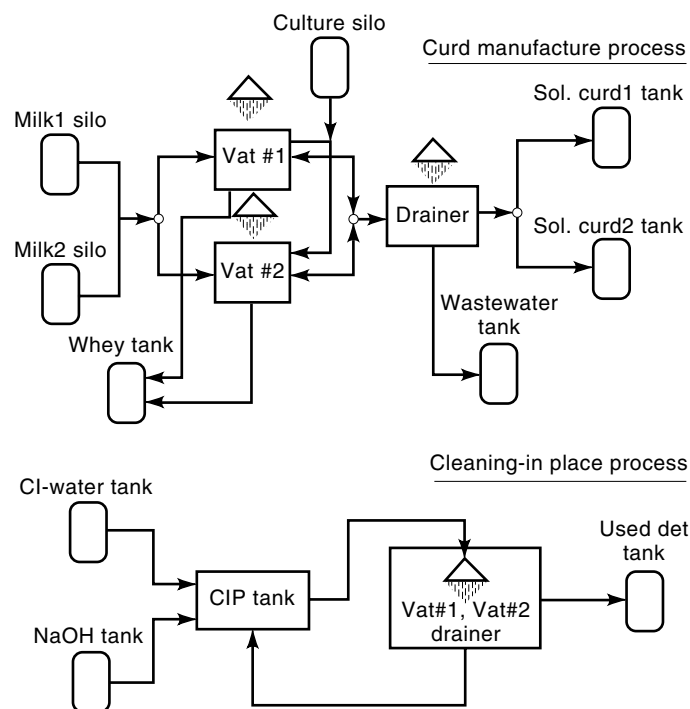 Culture silo
Curd manufacture process
Sol. curd1 tank
Milk1 silo
Vat #1
Drainer
Sol. curd2 tank
Milk2 silo
Vat #2
Wastewater
tank
Whey tank
Cleaning-in place process
CI-water tank
Used det
tank
CIP tank
Vat#1, Vat#2
drainer
NaOH tank